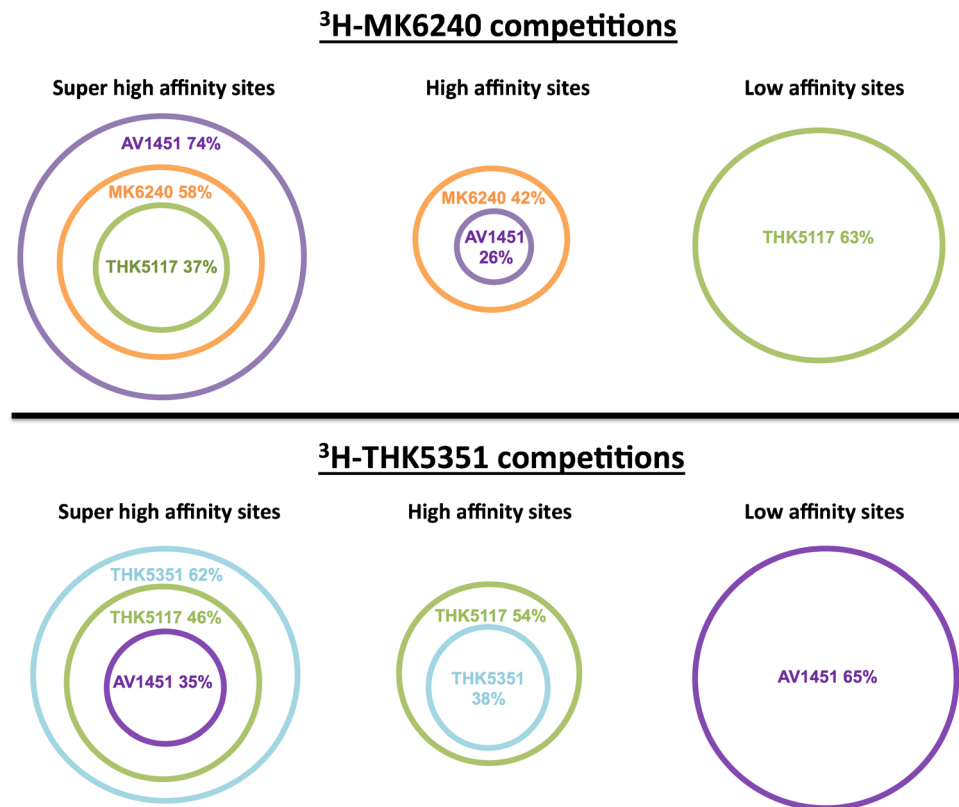 ³H-MK6240 competitions
Super high affinity sites
High affinity sites
Low affinity sites
AV1451 74%
MK6240 58%
THK5117 37%
MK6240 42%
AV1451
26%
THK5117 63%
³H-THK5351 competitions
Super high affinity sites
High affinity sites
Low affinity sites
THK5351 62%
THK5117 46%
AV1451 35%
THK5117 54%
THK5351
38%
AV1451 65%